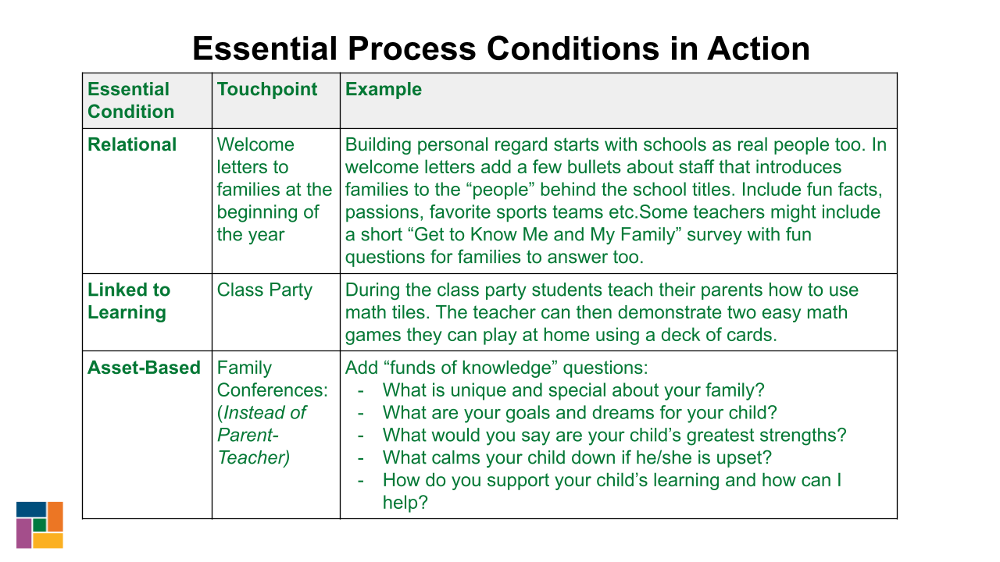 Essential Process Conditions in Action
Essential
Condition
Touchpoint
Example
Relational
Welcome
letters to
families at the
beginning of
the year
Building personal regard starts with schools as real people too. In
welcome letters add a few bullets about staff that introduces
families to the “people” behind the school titles. Include fun facts,
passions, favorite sports teams etc.Some teachers might include
a short “Get to Know Me and My Family” survey with fun
questions for families to answer too.
Linked to
Learning
Class Party
During the class party students teach their parents how to use
math tiles. The teacher can then demonstrate two easy math
games they can play at home using a deck of cards.
Asset-Based
Family
Conferences:
(Instead of
Parent-
Teacher)
Add “funds of knowledge” questions:
- What is unique and special about your family?
- What are your goals and dreams for your child?
- What would you say are your child’s greatest strengths?
- What calms your child down if he/she is upset?
- How do you support your child’s learning and how can I
help?